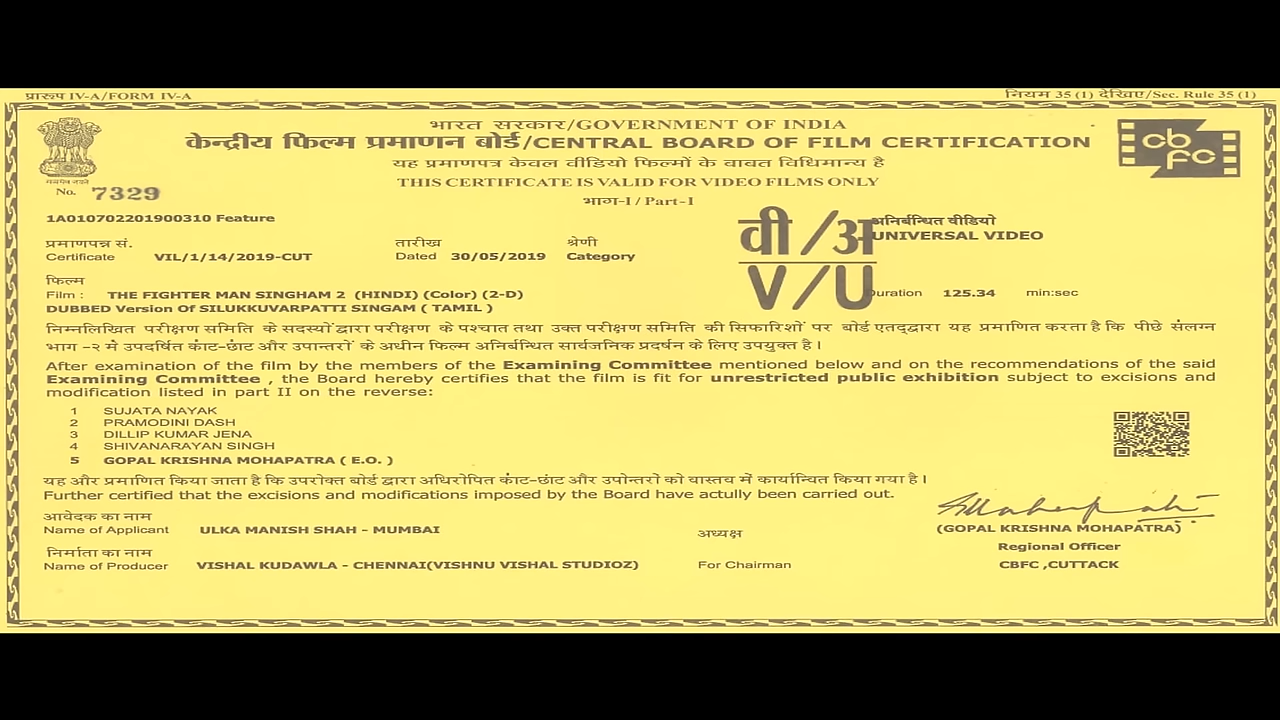 प्रारूप IV-A/FORM IV-A
नियम 35 (1) देखिए/Sec. Rule 35 (1)
भारत सरकार/GOVERNMENT OF INDIA
केन्द्रीय फिल्म प्रमाणन बोर्ड/CENTRAL BOARD OF FILM CERTIFICATION
cbfc
यह प्रमाणपत्र केवल वीडियो फिल्मों के वावत विधिमान्य है
सत्यमेव जयते
No. 7329
THIS CERTIFICATE IS VALID FOR VIDEO FILMS ONLY
भाग-I / Part-I
1A010702201900310 Feature
वी/अ
अनिर्बन्धित वीडियो
V/U
UNIVERSAL VIDEO
प्रमाणपन्न सं. तारीख श्रेणी
Certificate VIL/1/14/2019-CUT Dated 30/05/2019 Category
फिल्म
Film : THE FIGHTER MAN SINGHAM 2 (HINDI) (Color) (2-D) Duration 125.34 min:sec
DUBBED Version Of SILUKKUVARPATTI SINGAM ( TAMIL )
निम्नलिखित परीक्षण समिति के सदस्यों द्वारा परीक्षण के पश्चात तथा उक्त परीक्षण समिति की सिफारिशों पर बोर्ड एतद्द्वारा यह प्रमाणित करता है कि पीछे संलग्न
भाग -२ में उपदर्षित कांट-छांट और उपान्तरों के अधीन फिल्म अनिर्बन्धित सार्वजनिक प्रदर्षन के लिए उपयुक्त है।
After examination of the film by the members of the Examining Committee mentioned below and on the recommendations of the said
Examining Committee , the Board hereby certifies that the film is fit for unrestricted public exhibition subject to excisions and
modification listed in part II on the reverse:
1 SUJATA NAYAK
2 PRAMODINI DASH
3 DILLIP KUMAR JENA
4 SHIVANARAYAN SINGH
5 GOPAL KRISHNA MOHAPATRA ( E.O. )
यह और प्रमाणित किया जाता है कि उपरोक्त बोर्ड द्वारा अधिरोपित कांट-छांट और उपोन्तरों को वास्तव में कार्यान्वित किया गया है।
Further certified that the excisions and modifications imposed by the Board have actully been carried out.
आवेदक का नाम
Name of Applicant ULKA MANISH SHAH - MUMBAI
अध्यक्ष
(GOPAL KRISHNA MOHAPATRA)
Regional Officer
निर्माता का नाम
Name of Producer VISHAL KUDAWLA - CHENNAI(VISHNU VISHAL STUDIOZ) For Chairman CBFC ,CUTTACK